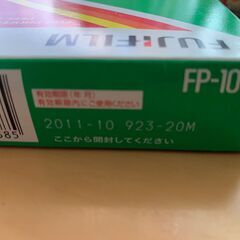 FUJIFILM
FP-10
有効期限(年/月)
有効期限内にご使用ください
2011-10 923-20M
ここから開封してください